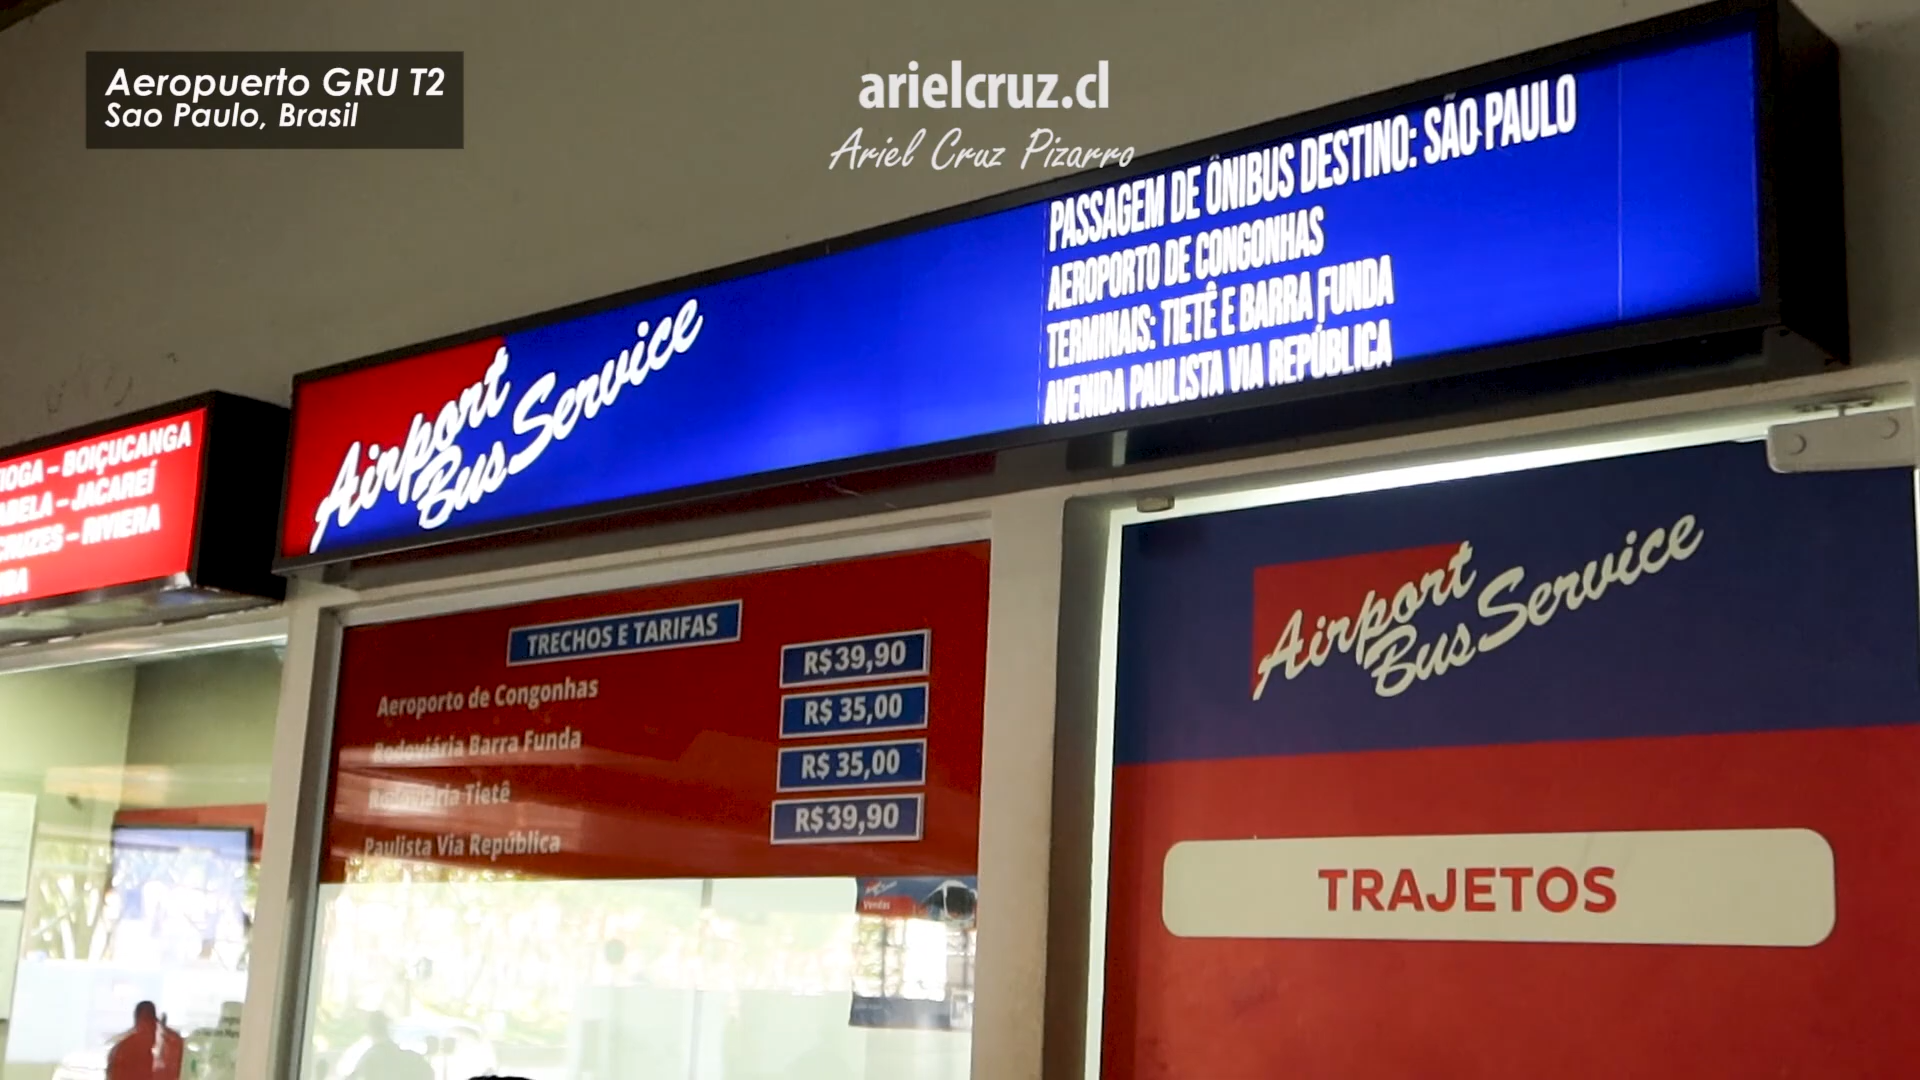 Aeropuerto GRU T2
Sao Paulo, Brasil
arielcruz.cl
Ariel Cruz Pizarro
PASSAGEM DE ÔNIBUS DESTINO: SÃO PAULO
AEROPORTO DE CONGONHAS
TERMINAIS: TIETÊ E BARRA FUNDA
AVENIDA PAULISTA VIA REPÚBLICA
Airport
Bus Service
BOIÇUCANGA
JACAREÍ
CRUZES – RIVIERA
TRECHOS E TARIFAS
Aeroporto de Congonhas R$39,90
Rodoviária Barra Funda R$ 35,00
Rodoviária Tietê R$ 35,00
Paulista Via República R$39,90
Vendas
Airport
Bus Service
TRAJETOS